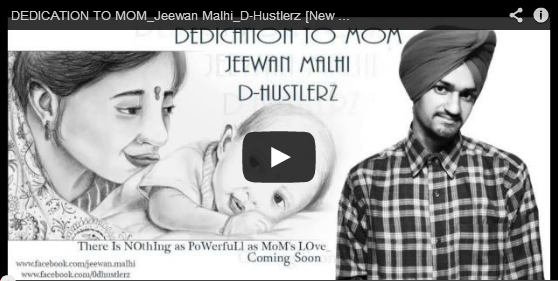 DEDICATION TO MOM_Jeewan Malhi_D-Hustlerz [New ...
DEDICATION TO MOM
JEEWAN MALHI
D-HUSTLERZ
There Is NOthIng as PoWerfuLl as MoM's LOve_
Coming Soon
www.facebook.com/jeewan.malhi
www.facebook.com/0dhustlerz